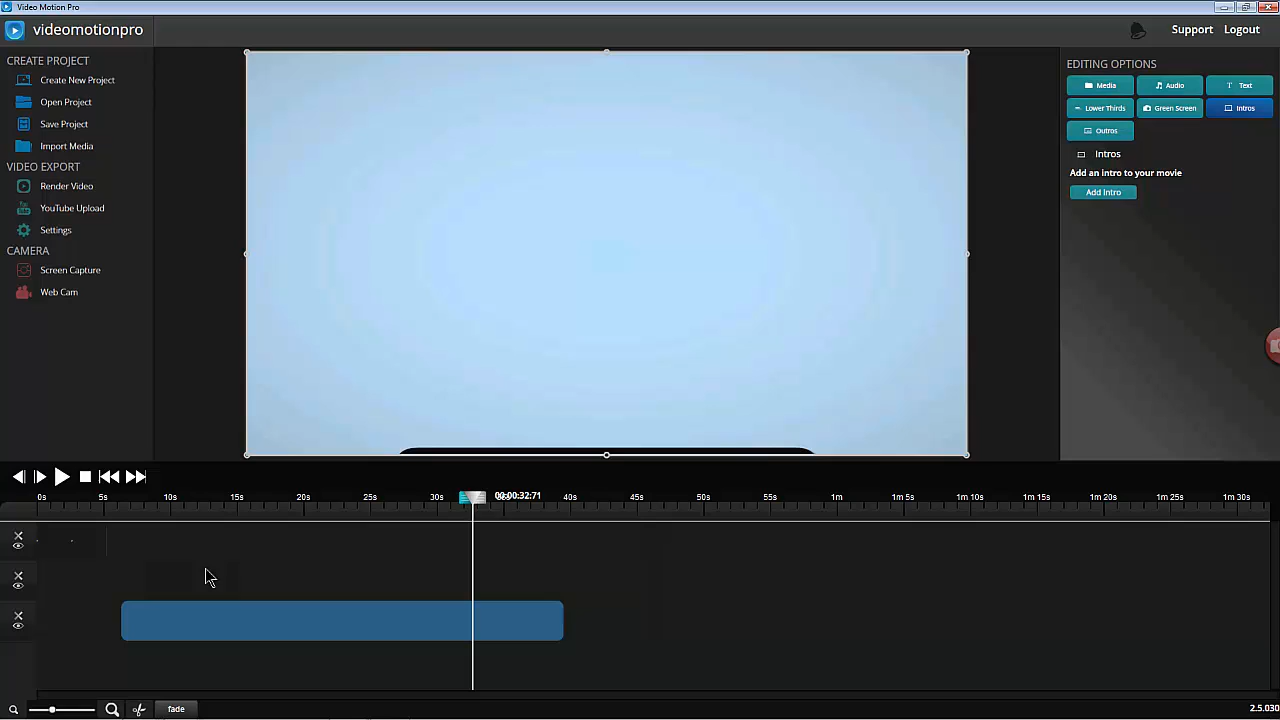 Video Motion Pro
videomotionpro
Support
Logout
CREATE PROJECT
Create New Project
Open Project
Save Project
Import Media
VIDEO EXPORT
Render Video
YouTube Upload
Settings
CAMERA
Screen Capture
Web Cam
EDITING OPTIONS
Media
Audio
Text
Lower Thirds
Green Screen
Intros
Outros
Intros
Add an intro to your movie
Add Intro
00:00:32:71
0s 5s 10s 15s 20s 25s 30s 40s 45s 50s 55s 1m 1m 5s 1m 10s 1m 15s 1m 20s 1m 25s 1m 30s
fade
2.5.030